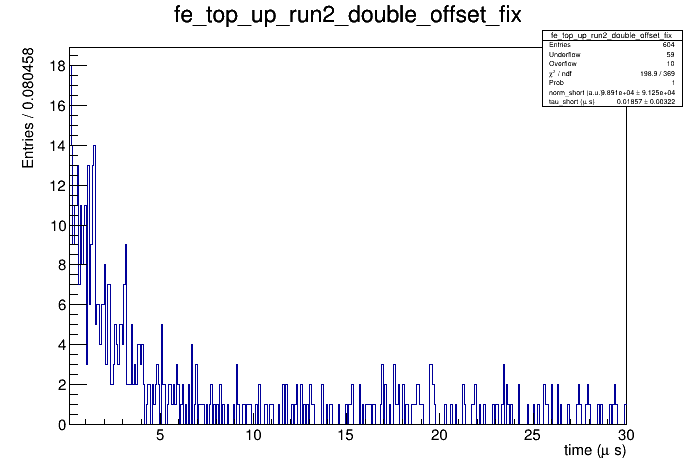 fe_top_up_run2_double_offset_fix
fe_top_up_run2_double_offset_fix
Entries 604
Underflow 59
Overflow 10
χ² / ndf 198.9 / 369
Prob 1
norm_short (a.u.)9.891e+04 ± 9.125e+04
tau_short (μ s) 0.01857 ± 0.00322
Entries / 0.080458
18
16
14
12
10
8
6
4
2
0
5 10 15 20 25 30
time (μ s)